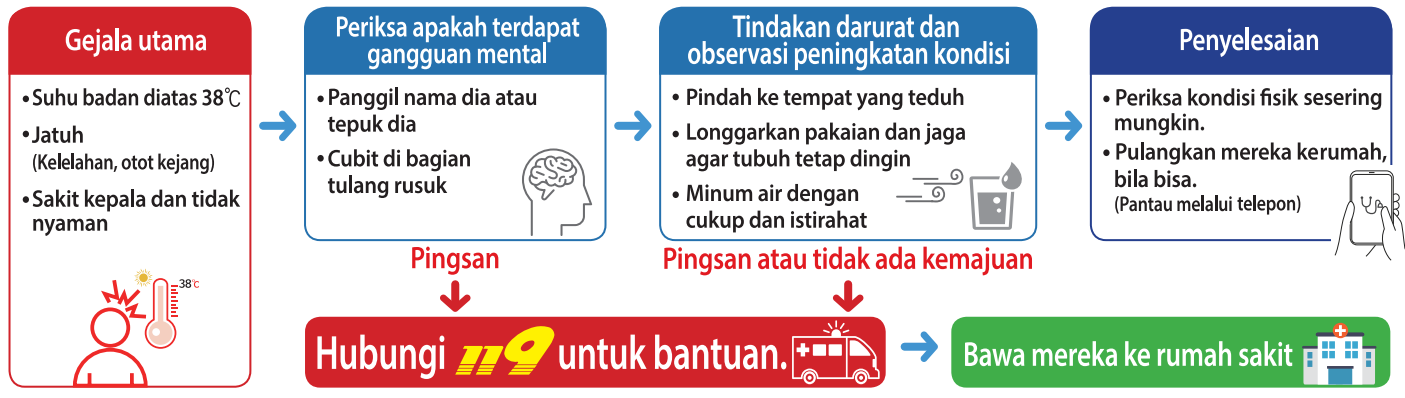 Gejala utama
• Suhu badan diatas 38℃
• Jatuh
(Kelelahan, otot kejang)
• Sakit kepala dan tidak
nyaman
38℃
Periksa apakah terdapat
gangguan mental
• Panggil nama dia atau
tepuk dia
• Cubit di bagian
tulang rusuk
Pingsan
Tindakan darurat dan
observasi peningkatan kondisi
• Pindah ke tempat yang teduh
• Longgarkan pakaian dan jaga
agar tubuh tetap dingin
• Minum air dengan
cukup dan istirahat
Pingsan atau tidak ada kemajuan
Penyelesaian
• Periksa kondisi fisik sesering
mungkin.
• Pulangkan mereka kerumah,
bila bisa.
(Pantau melalui telepon)
Hubungi 119 untuk bantuan.
Bawa mereka ke rumah sakit